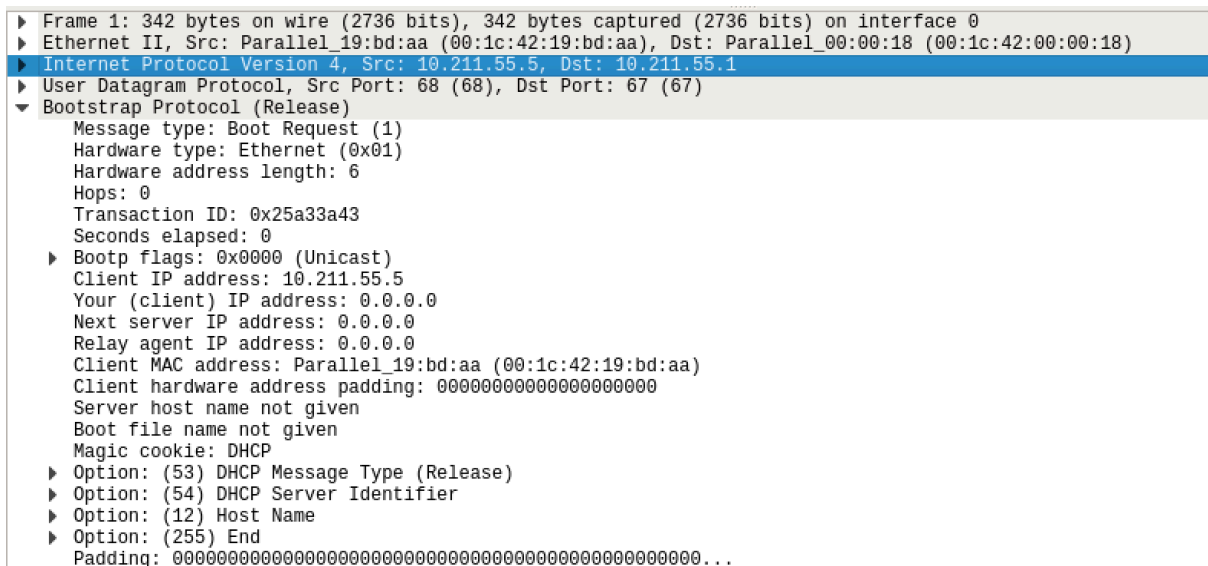 Frame 1: 342 bytes on wire (2736 bits), 342 bytes captured (2736 bits) on interface 0
Ethernet II, Src: Parallel_19:bd:aa (00:1c:42:19:bd:aa), Dst: Parallel_00:00:18 (00:1c:42:00:00:18)
Internet Protocol Version 4, Src: 10.211.55.5, Dst: 10.211.55.1
User Datagram Protocol, Src Port: 68 (68), Dst Port: 67 (67)
Bootstrap Protocol (Release)
Message type: Boot Request (1)
Hardware type: Ethernet (0x01)
Hardware address length: 6
Hops: 0
Transaction ID: 0x25a33a43
Seconds elapsed: 0
Bootp flags: 0x0000 (Unicast)
Client IP address: 10.211.55.5
Your (client) IP address: 0.0.0.0
Next server IP address: 0.0.0.0
Relay agent IP address: 0.0.0.0
Client MAC address: Parallel_19:bd:aa (00:1c:42:19:bd:aa)
Client hardware address padding: 00000000000000000000
Server host name not given
Boot file name not given
Magic cookie: DHCP
Option: (53) DHCP Message Type (Release)
Option: (54) DHCP Server Identifier
Option: (12) Host Name
Option: (255) End
Padding: 000000000000000000000000000000000000000000000000...